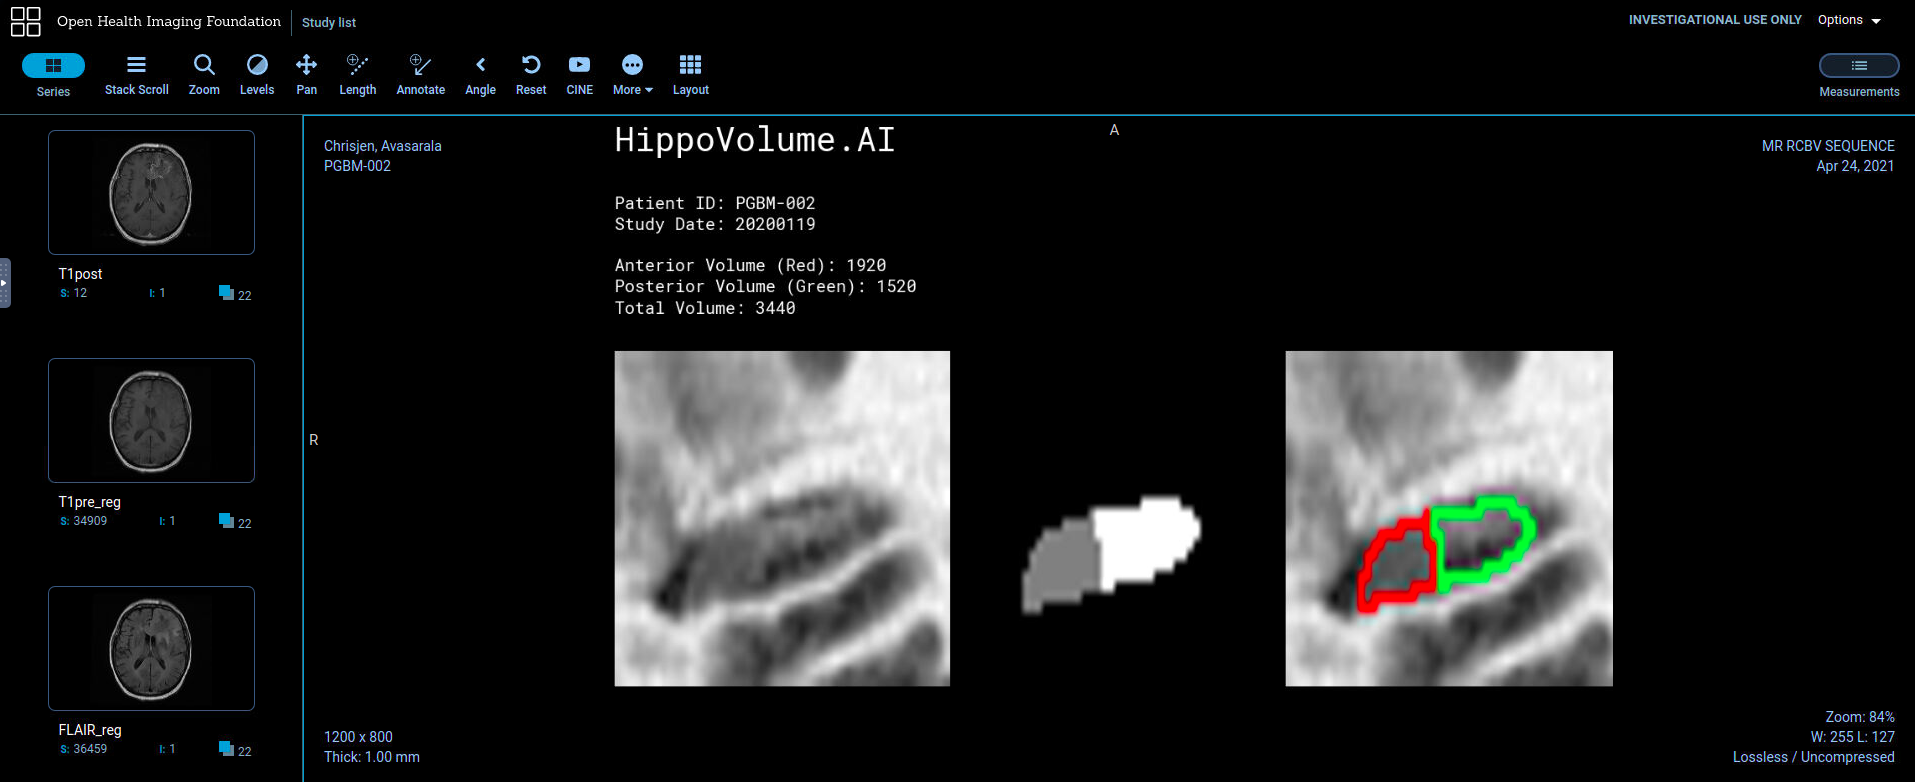 Open Health Imaging Foundation
Study list
INVESTIGATIONAL USE ONLY
Options
Series
Stack Scroll
Zoom
Levels
Pan
Length
Annotate
Angle
Reset
CINE
More
Layout
Measurements
T1post
S: 12 I: 1 22
T1pre_reg
S: 34909 I: 1 22
FLAIR_reg
S: 36459 I: 1 22
Chrisjen, Avasarala
PGBM-002
HippoVolume.AI
A
MR RCBV SEQUENCE
Apr 24, 2021
Patient ID: PGBM-002
Study Date: 20200119
Anterior Volume (Red): 1920
Posterior Volume (Green): 1520
Total Volume: 3440
R
1200 x 800
Thick: 1.00 mm
Zoom: 84%
W: 255 L: 127
Lossless / Uncompressed